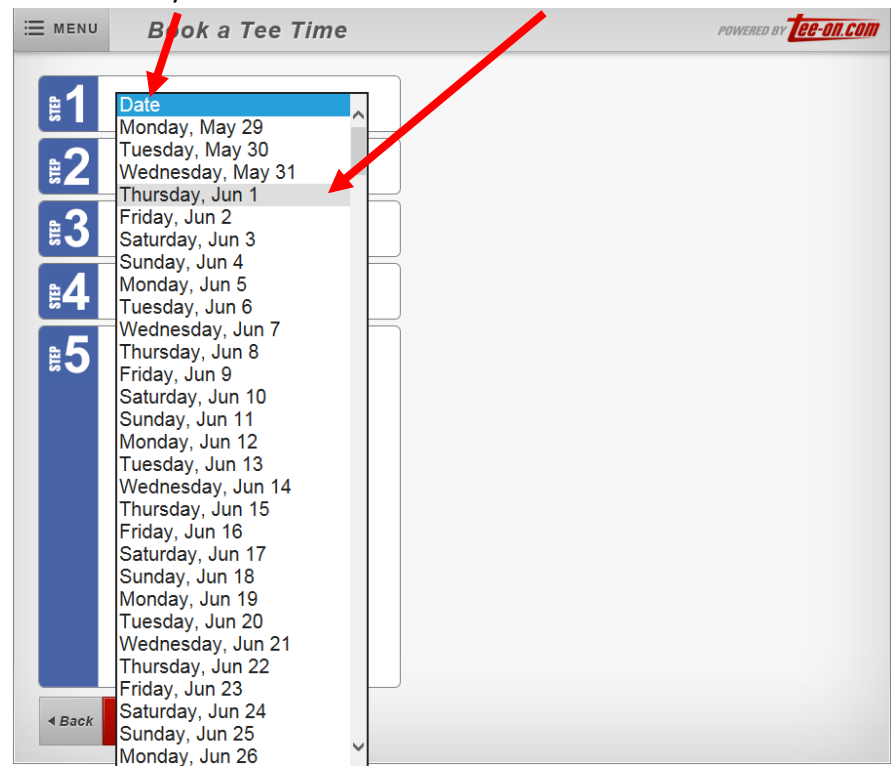 MENU
Book a Tee Time
POWERED BY tee-on.com
STEP 1
Date
Monday, May 29
Tuesday, May 30
STEP 2
Wednesday, May 31
Thursday, Jun 1
Friday, Jun 2
STEP 3
Saturday, Jun 3
Sunday, Jun 4
Monday, Jun 5
STEP 4
Tuesday, Jun 6
Wednesday, Jun 7
STEP 5
Thursday, Jun 8
Friday, Jun 9
Saturday, Jun 10
Sunday, Jun 11
Monday, Jun 12
Tuesday, Jun 13
Wednesday, Jun 14
Thursday, Jun 15
Friday, Jun 16
Saturday, Jun 17
Sunday, Jun 18
Monday, Jun 19
Tuesday, Jun 20
Wednesday, Jun 21
Thursday, Jun 22
Friday, Jun 23
Saturday, Jun 24
Back
Sunday, Jun 25
Monday, Jun 26